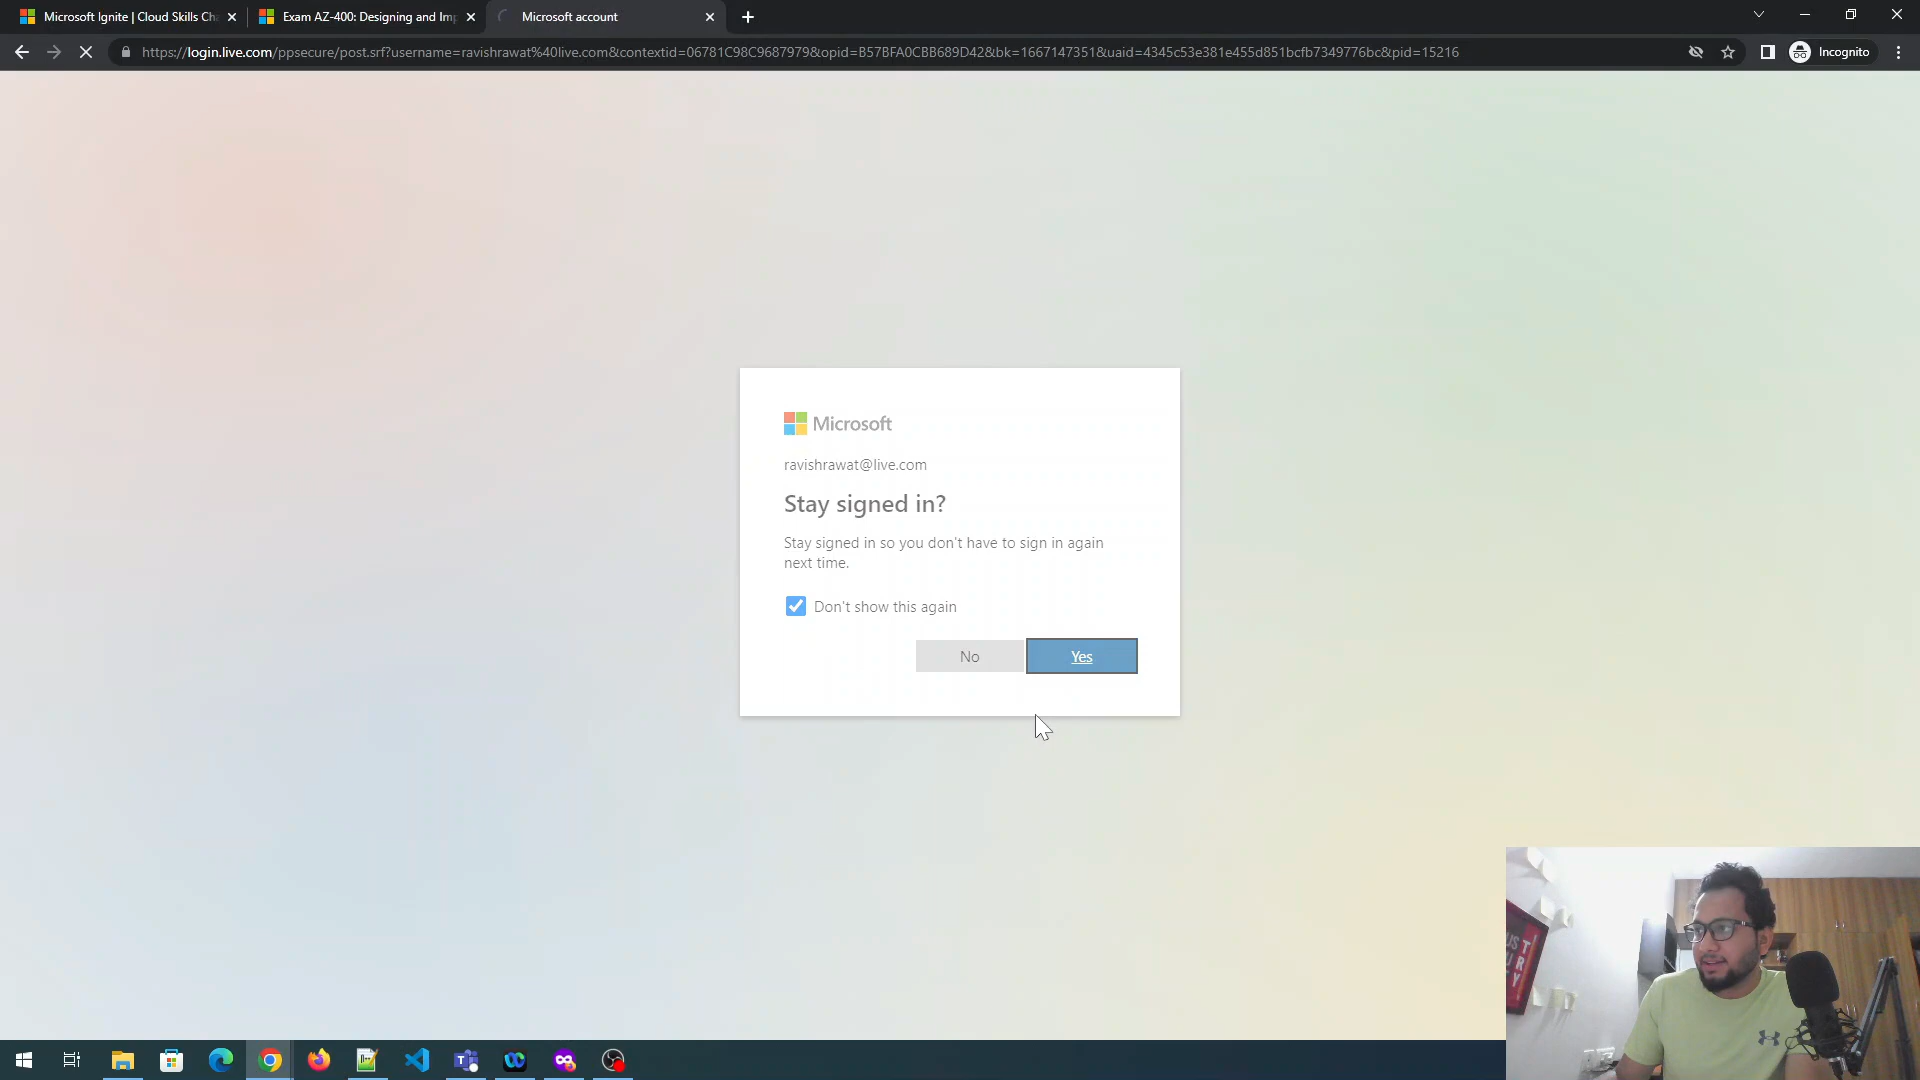 Microsoft Ignite | Cloud Skills Ch
Exam AZ-400: Designing and Imp
Microsoft account
https://login.live.com/ppsecure/post.srf?username=ravishrawat%40live.com&contextid=06781C98C9687979&opid=B57BFA0CBB689D42&bk=1667147351&uaid=4345c53e381e455d851bcfb7349776bc&pid=15216
Incognito
Microsoft
ravishrawat@live.com
Stay signed in?
Stay signed in so you don't have to sign in again
next time.
Don't show this again
No
Yes
TRY